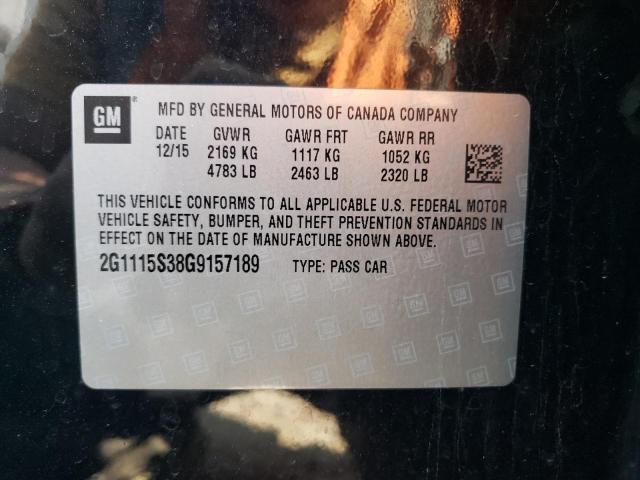 GM ®
MFD BY GENERAL MOTORS OF CANADA COMPANY
DATE GVWR GAWR FRT GAWR RR
12/15 2169 KG 1117 KG 1052 KG
4783 LB 2463 LB 2320 LB
THIS VEHICLE CONFORMS TO ALL APPLICABLE U.S. FEDERAL MOTOR
VEHICLE SAFETY, BUMPER, AND THEFT PREVENTION STANDARDS IN
EFFECT ON THE DATE OF MANUFACTURE SHOWN ABOVE.
2G1115S38G9157189 TYPE: PASS CAR